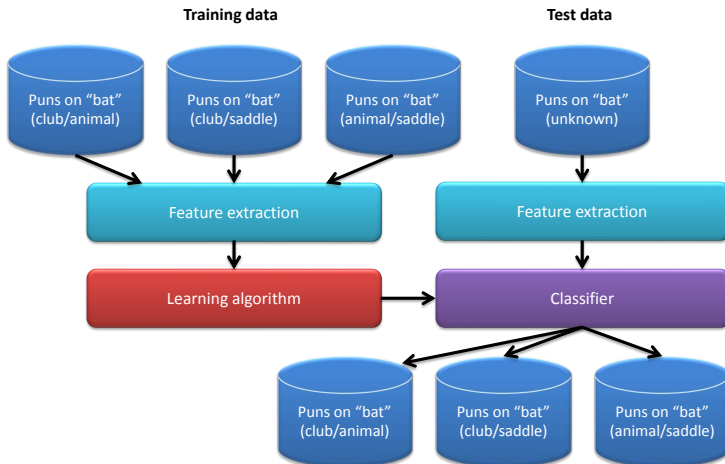 Training data
Test data
Puns on “bat”
(club/animal)
Puns on “bat”
(club/saddle)
Puns on “bat”
(animal/saddle)
Puns on “bat”
(unknown)
Feature extraction
Feature extraction
Learning algorithm
Classifier
Puns on “bat”
(club/animal)
Puns on “bat”
(club/saddle)
Puns on “bat”
(animal/saddle)